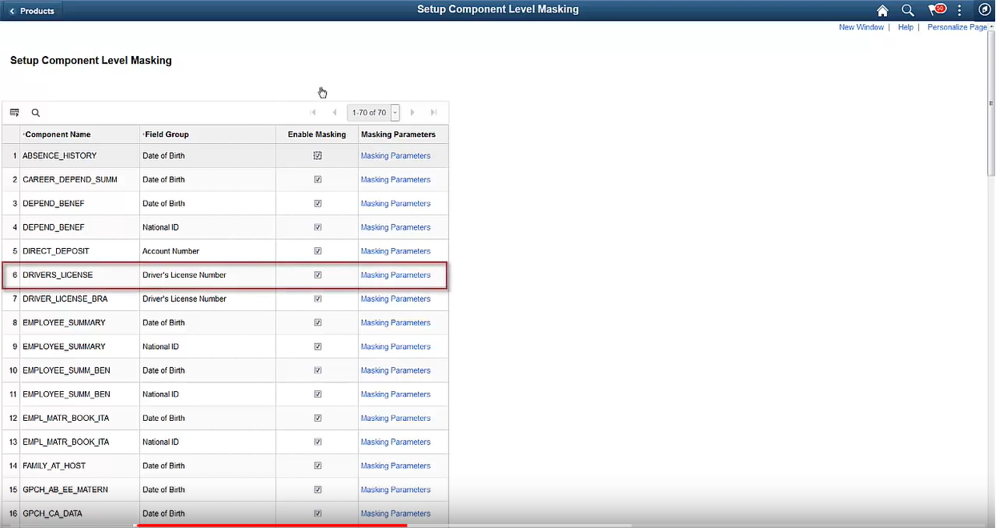 Products
Setup Component Level Masking
50
New Window | Help | Personalize Page
Setup Component Level Masking
1-70 of 70
*Component Name *Field Group Enable Masking Masking Parameters
1 ABSENCE_HISTORY Date of Birth Masking Parameters
2 CAREER_DEPEND_SUMM Date of Birth Masking Parameters
3 DEPEND_BENEF Date of Birth Masking Parameters
4 DEPEND_BENEF National ID Masking Parameters
5 DIRECT_DEPOSIT Account Number Masking Parameters
6 DRIVERS_LICENSE Driver's License Number Masking Parameters
7 DRIVER_LICENSE_BRA Driver's License Number Masking Parameters
8 EMPLOYEE_SUMMARY Date of Birth Masking Parameters
9 EMPLOYEE_SUMMARY National ID Masking Parameters
10 EMPLOYEE_SUMM_BEN Date of Birth Masking Parameters
11 EMPLOYEE_SUMM_BEN National ID Masking Parameters
12 EMPL_MATR_BOOK_ITA Date of Birth Masking Parameters
13 EMPL_MATR_BOOK_ITA National ID Masking Parameters
14 FAMILY_AT_HOST Date of Birth Masking Parameters
15 GPCH_AB_EE_MATERN Date of Birth Masking Parameters
16 GPCH_CA_DATA Date of Birth Masking Parameters